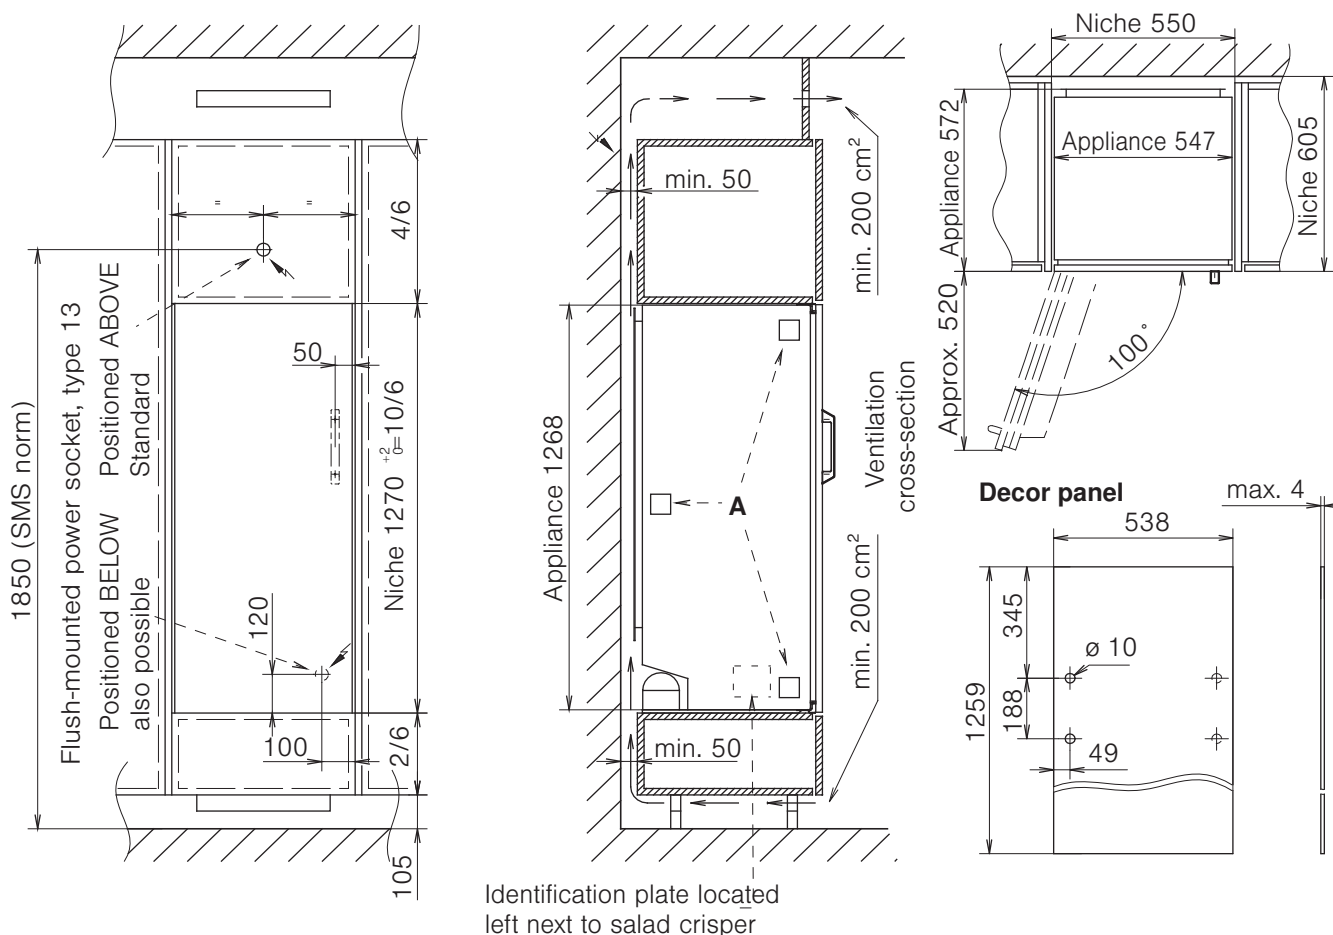 1850 (SMS norm)
Flush-mounted power socket, type 13
Positioned ABOVE
Standard
Positioned BELOW
also possible
=
=
4/6
50
Niche 1270 +2 0 =10/6
120
100
2/6
105
min. 50
min. 200 cm²
Appliance 1268
A
Ventilation
cross-section
min. 50
min. 200 cm²
Identification plate located
left next to salad crisper
Niche 550
Appliance 572
Appliance 547
Niche 605
Approx. 520
100°
Decor panel
max. 4
538
345
ø 10
1259
188
49